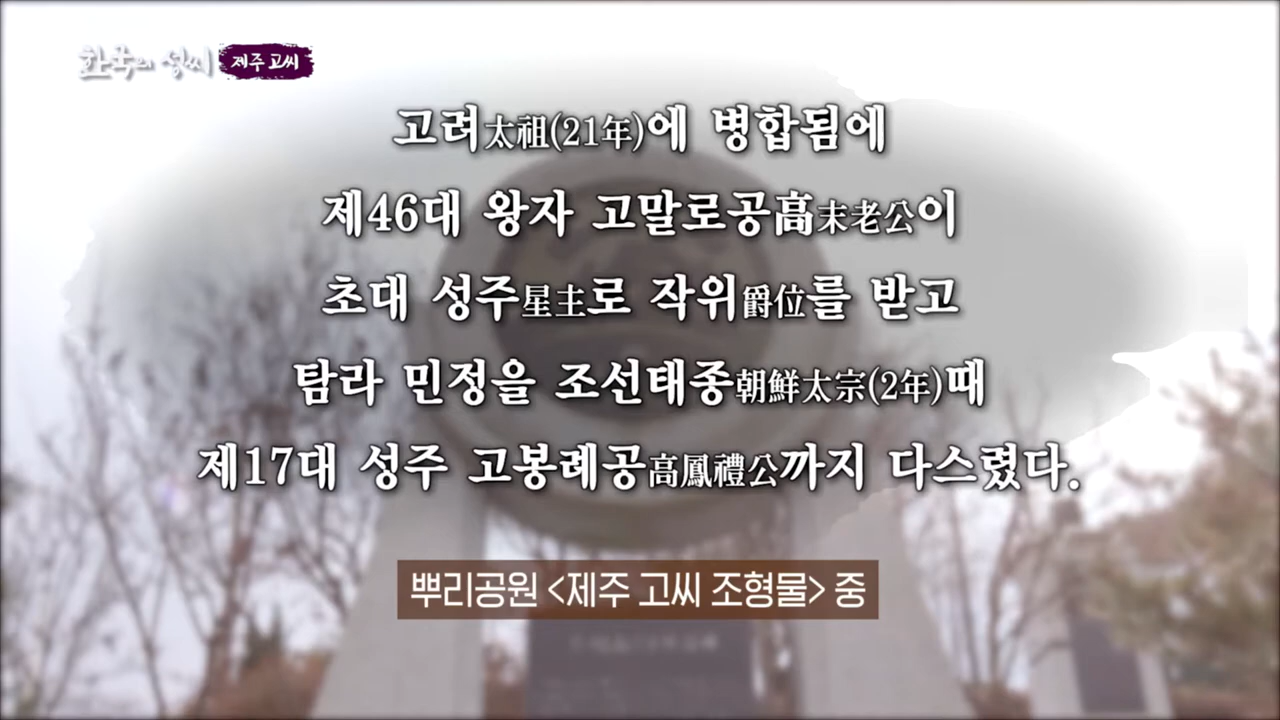 한국의 성씨 제주 고씨
고려太祖(21年)에 병합됨에
제46대 왕자 고말로공高末老公이
초대 성주星主로 작위爵位를 받고
탐라 민정을 조선태종朝鮮太宗(2年)때
제17대 성주 고봉례공高鳳禮公까지 다스렸다.
뿌리공원 <제주 고씨 조형물> 중